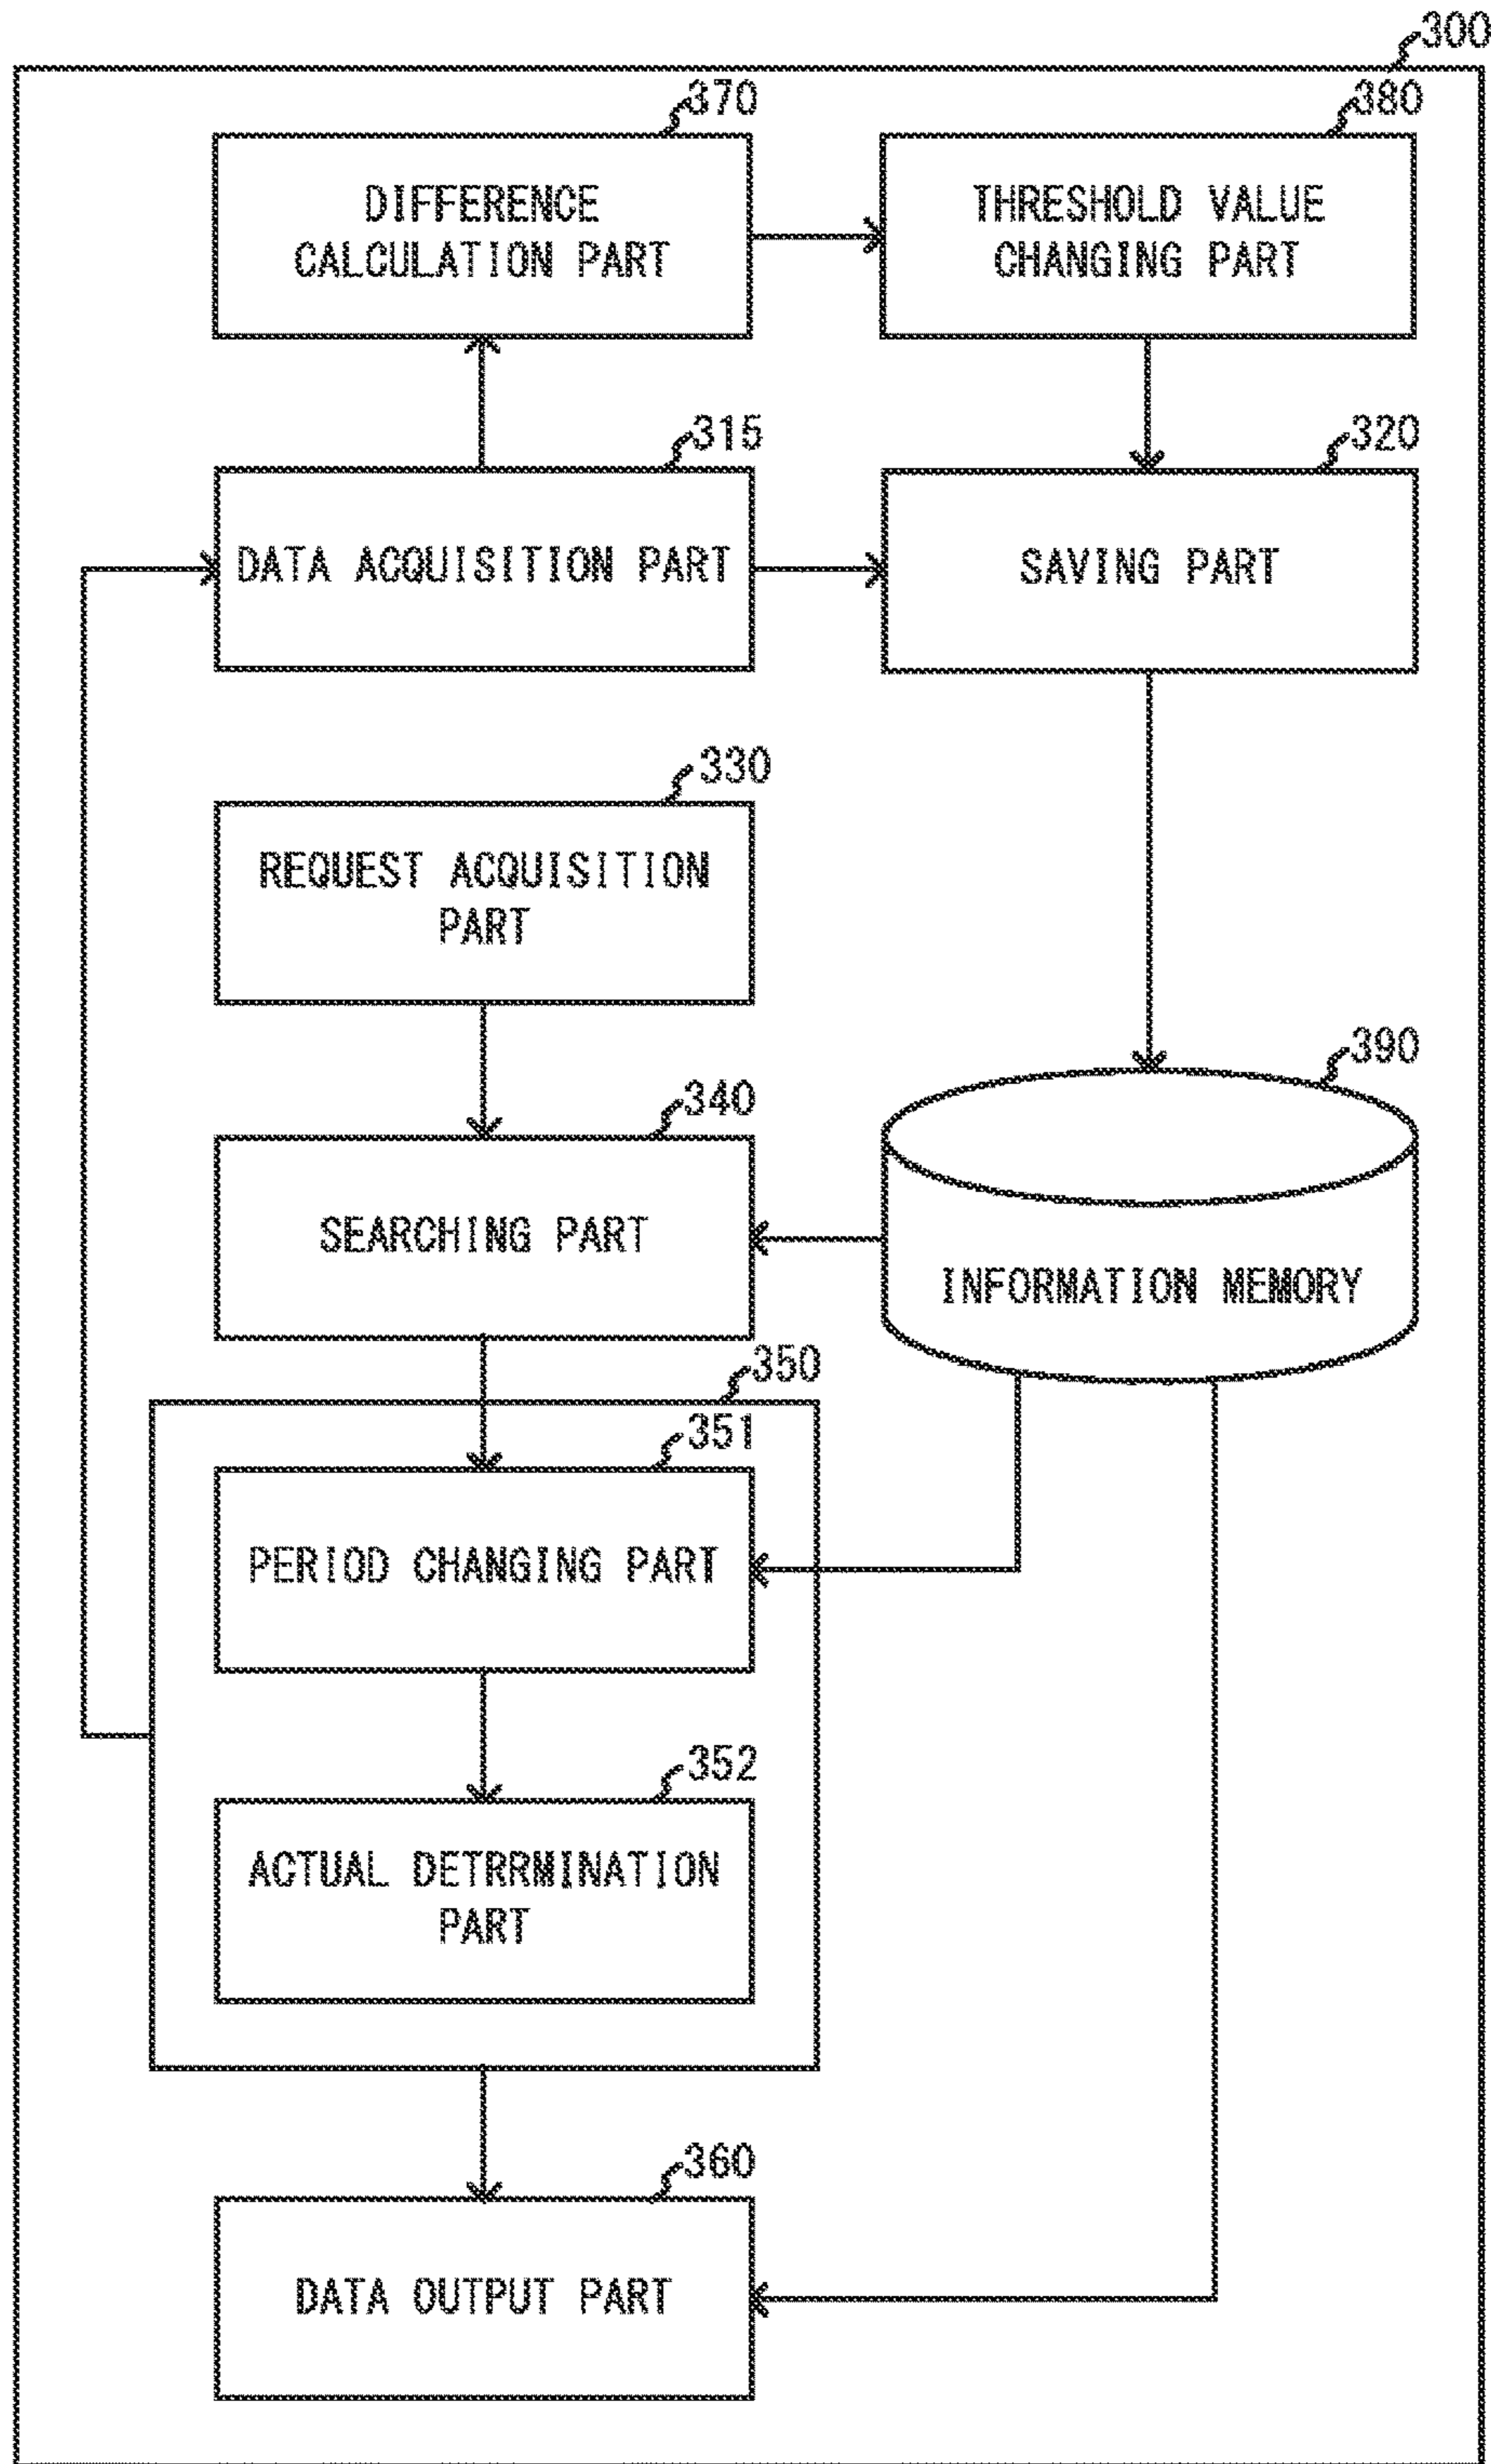 300
370
380
DIFFERENCE
CALCULATION PART
THRESHOLD VALUE
CHANGING PART
315
320
DATA ACQUISITION PART
SAVING PART
330
REQUEST ACQUISITION
PART
390
340
SEARCHING PART
INFORMATION MEMORY
350
351
PERIOD CHANGING PART
352
ACTUAL DETRRMINATION
PART
360
DATA OUTPUT PART